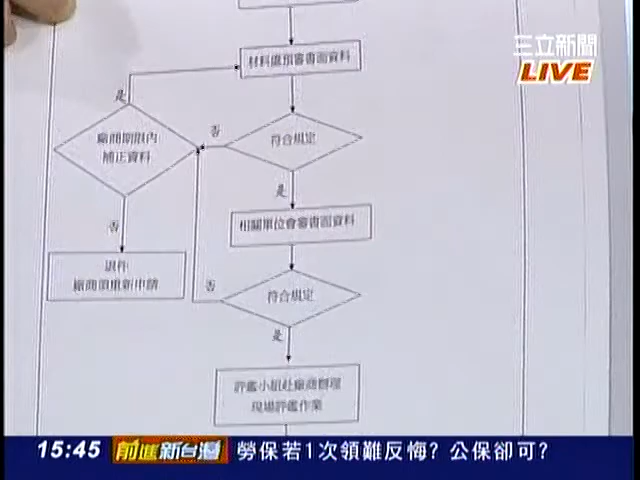 三立新聞
LIVE
材料處預審書面資料
是
廠商期限內
補正資料
否
符合規定
是
否
相關單位會審書面資料
退件
廠商須重新申請
否
符合規定
是
評鑑小組赴廠商辦理
現場評鑑作業
15:45 前進新台灣 勞保若1次領難反悔? 公保卻可?